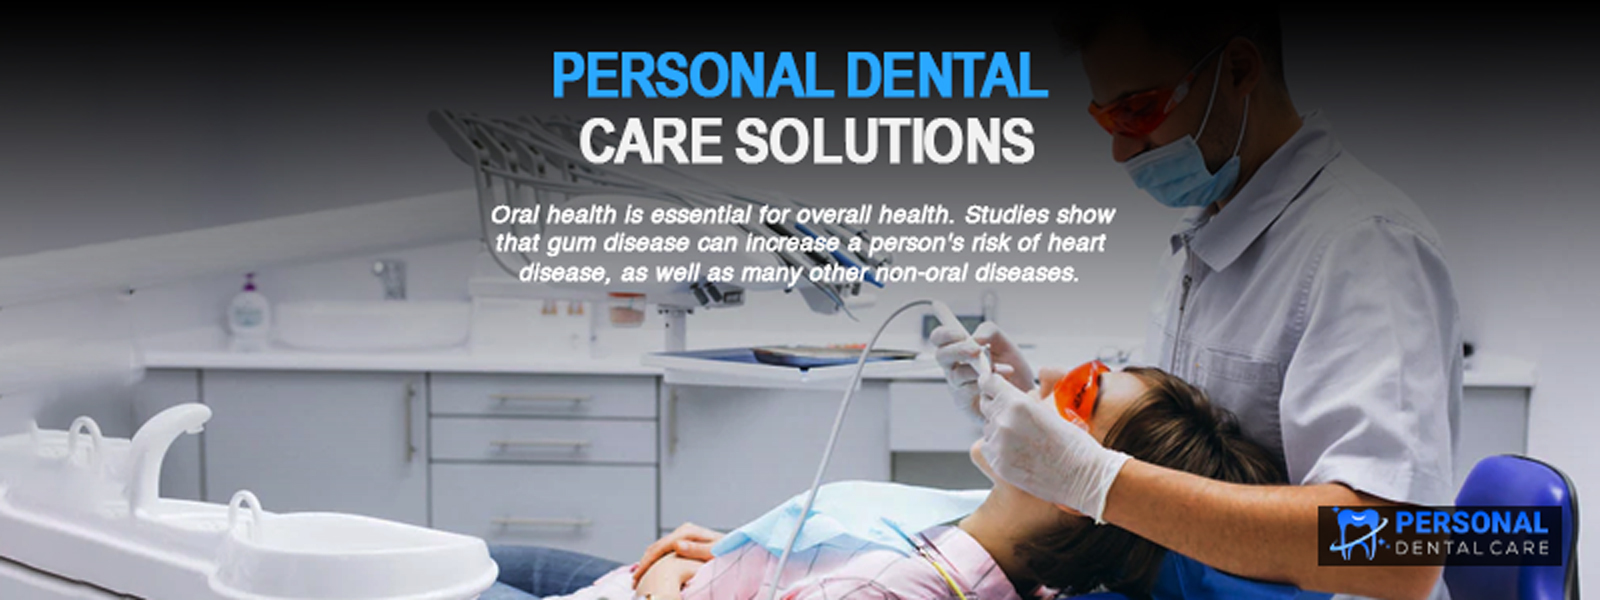 PERSONAL DENTAL
CARE SOLUTIONS
Oral health is essential for overall health. Studies show
that gum disease can increase a person's risk of heart
disease, as well as many other non-oral diseases.
PERSONAL
DENTAL CARE